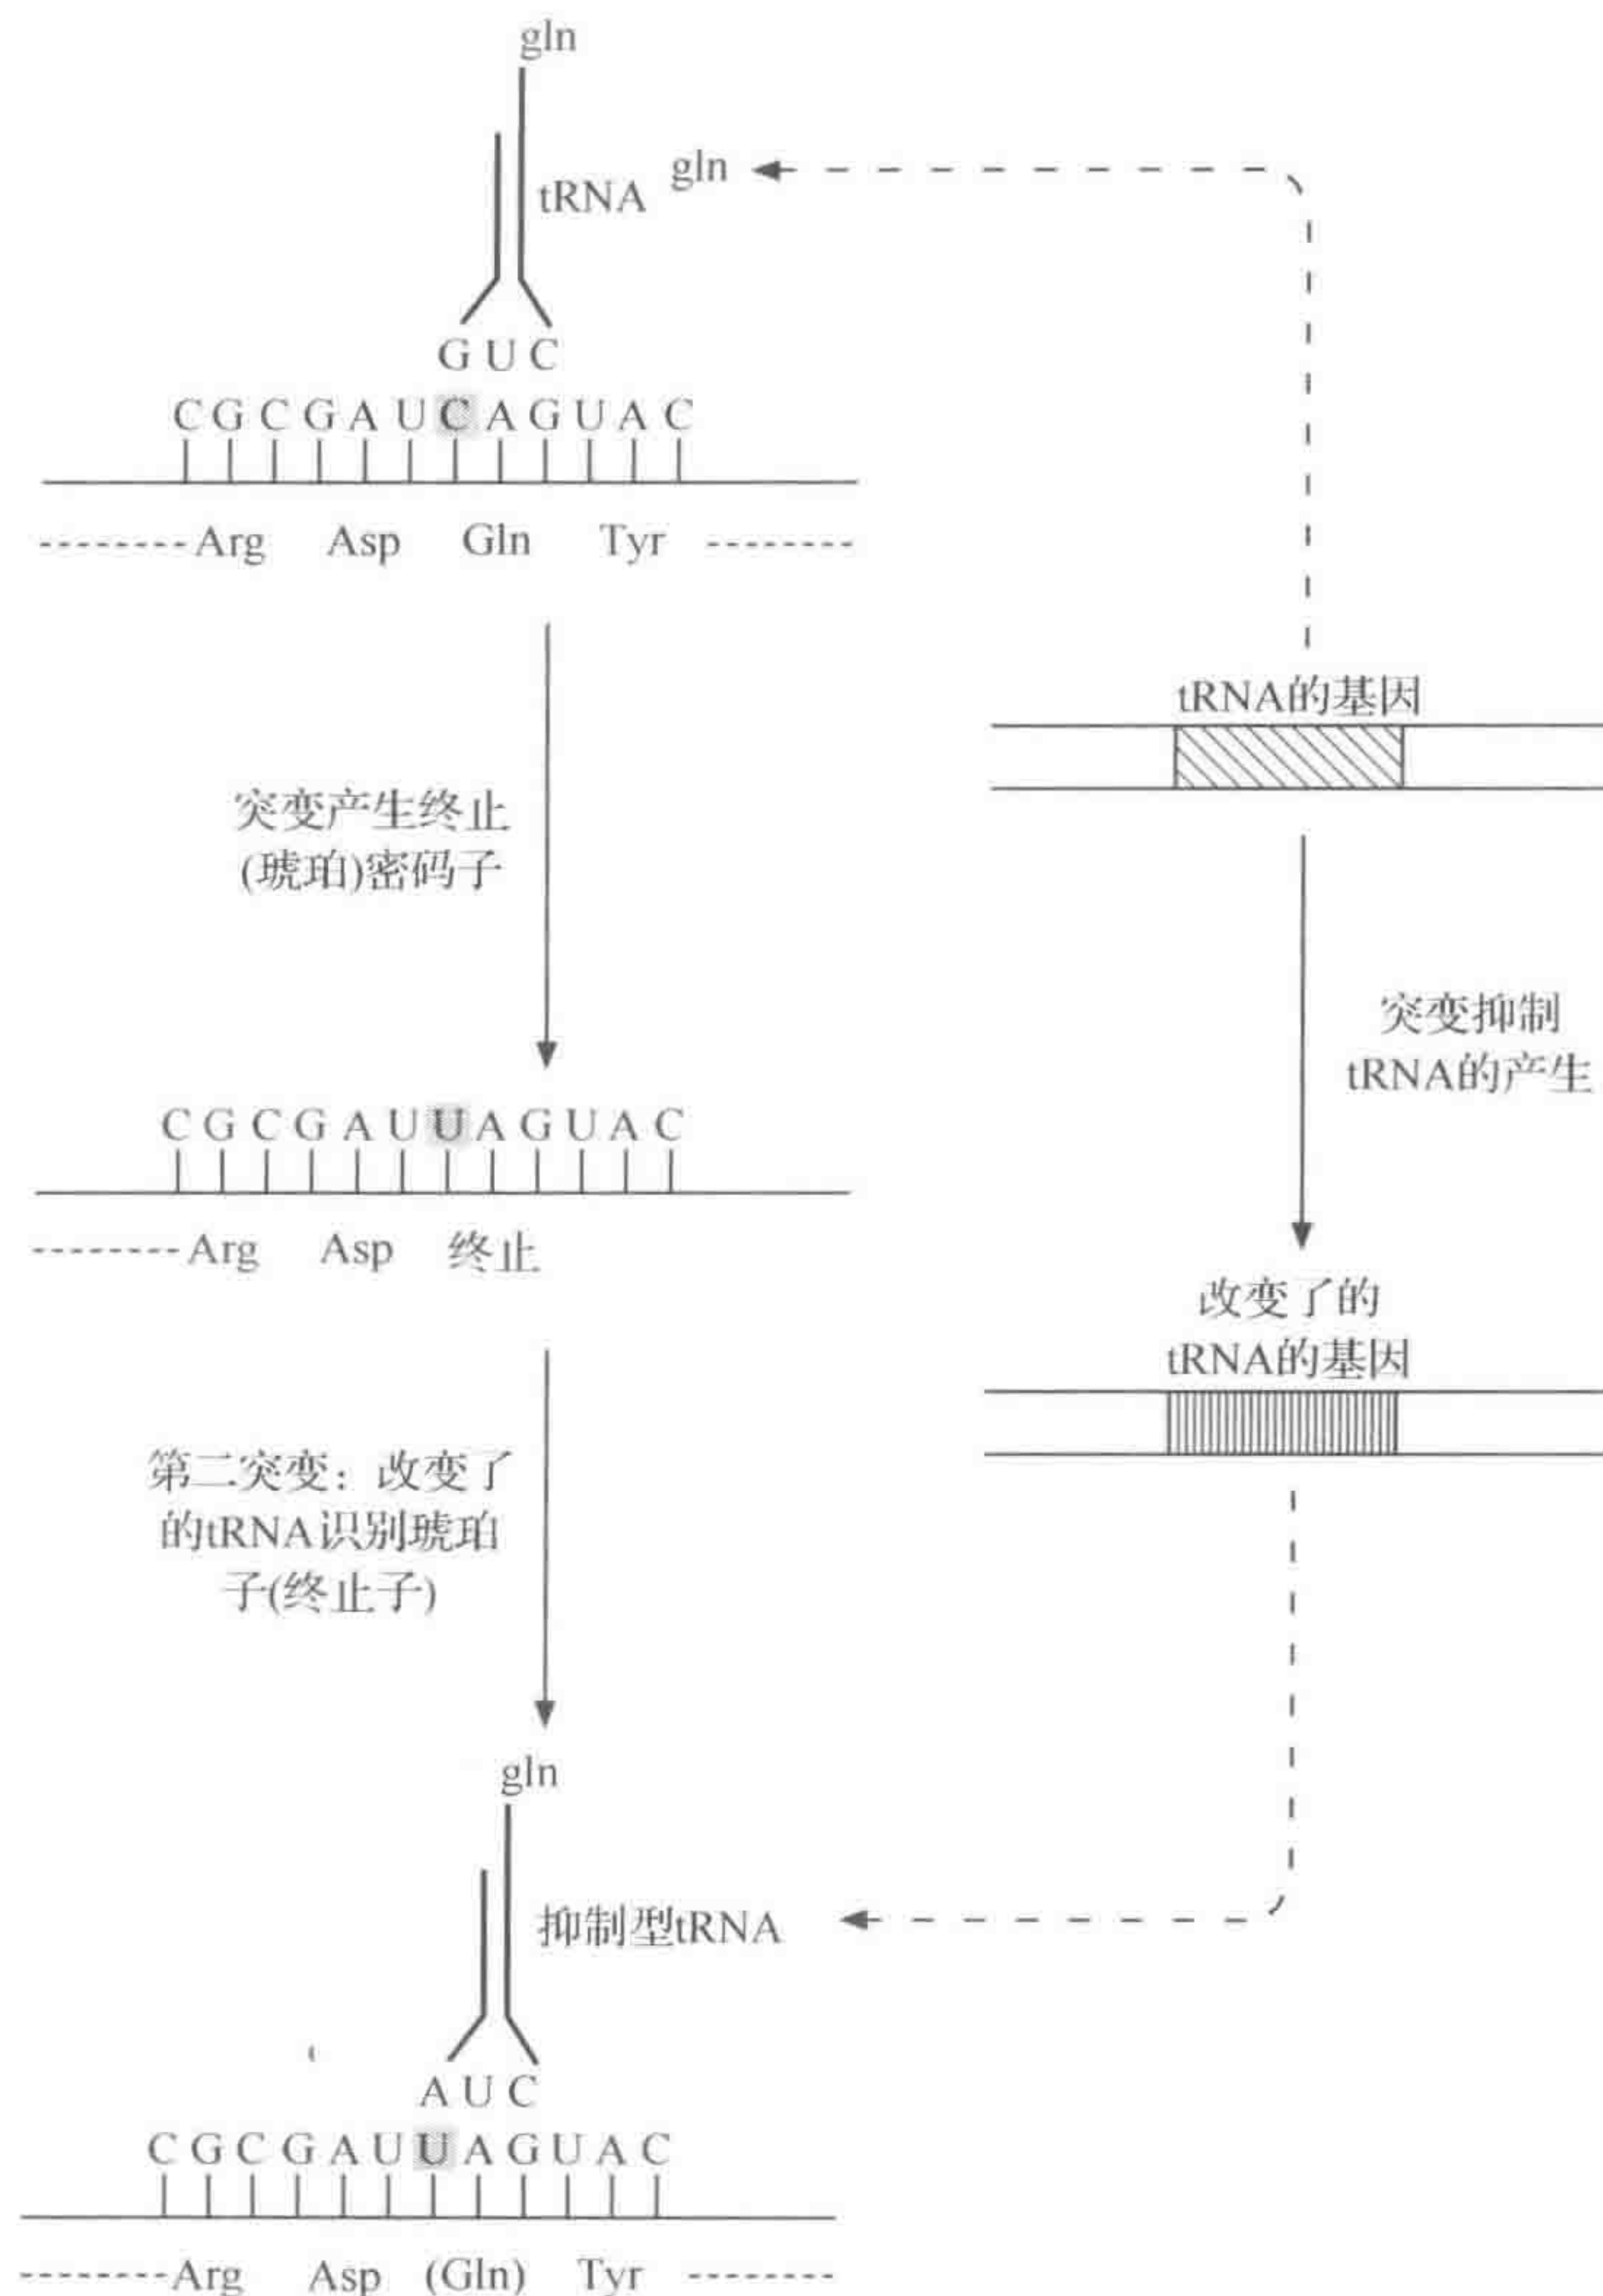 gln
tRNA gln
G U C
C G C G A U C A G U A C
-------- Arg Asp Gln Tyr --------
tRNA的基因
突变产生终止
(琥珀)密码子
突变抑制
tRNA的产生
C G C G A U U A G U A C
-------- Arg Asp 终止
改变了的
tRNA的基因
第二突变：改变了
的tRNA识别琥珀
子(终止子)
gln
抑制型tRNA
A U C
C G C G A U U A G U A C
-------- Arg Asp (Gln) Tyr --------